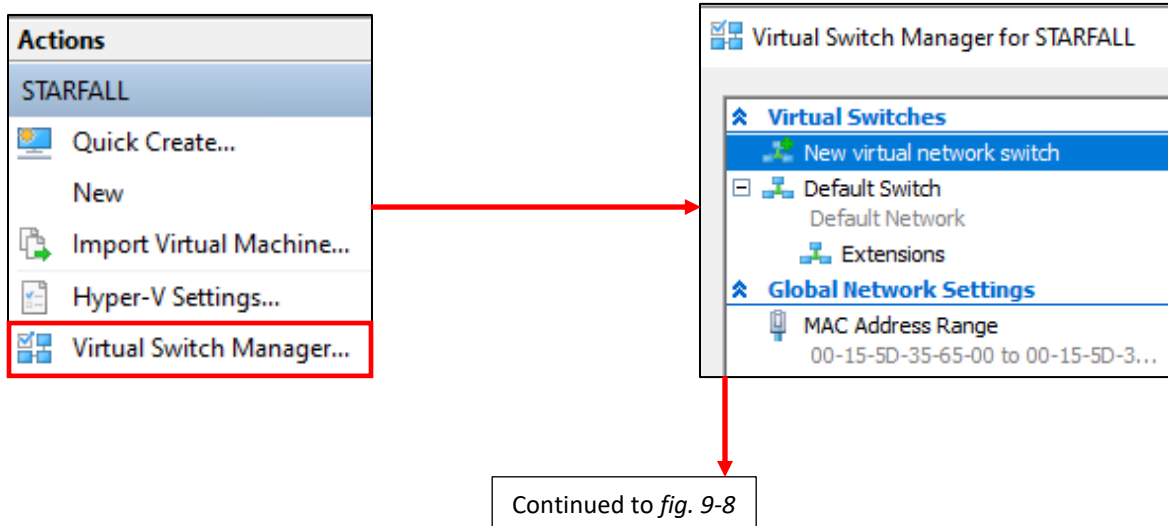 Actions
STARFALL
Quick Create...
New
Import Virtual Machine...
Hyper-V Settings...
Virtual Switch Manager...
Virtual Switch Manager for STARFALL
Virtual Switches
New virtual network switch
Default Switch
Default Network
Extensions
Global Network Settings
MAC Address Range
00-15-5D-35-65-00 to 00-15-5D-3...
Continued to fig. 9-8